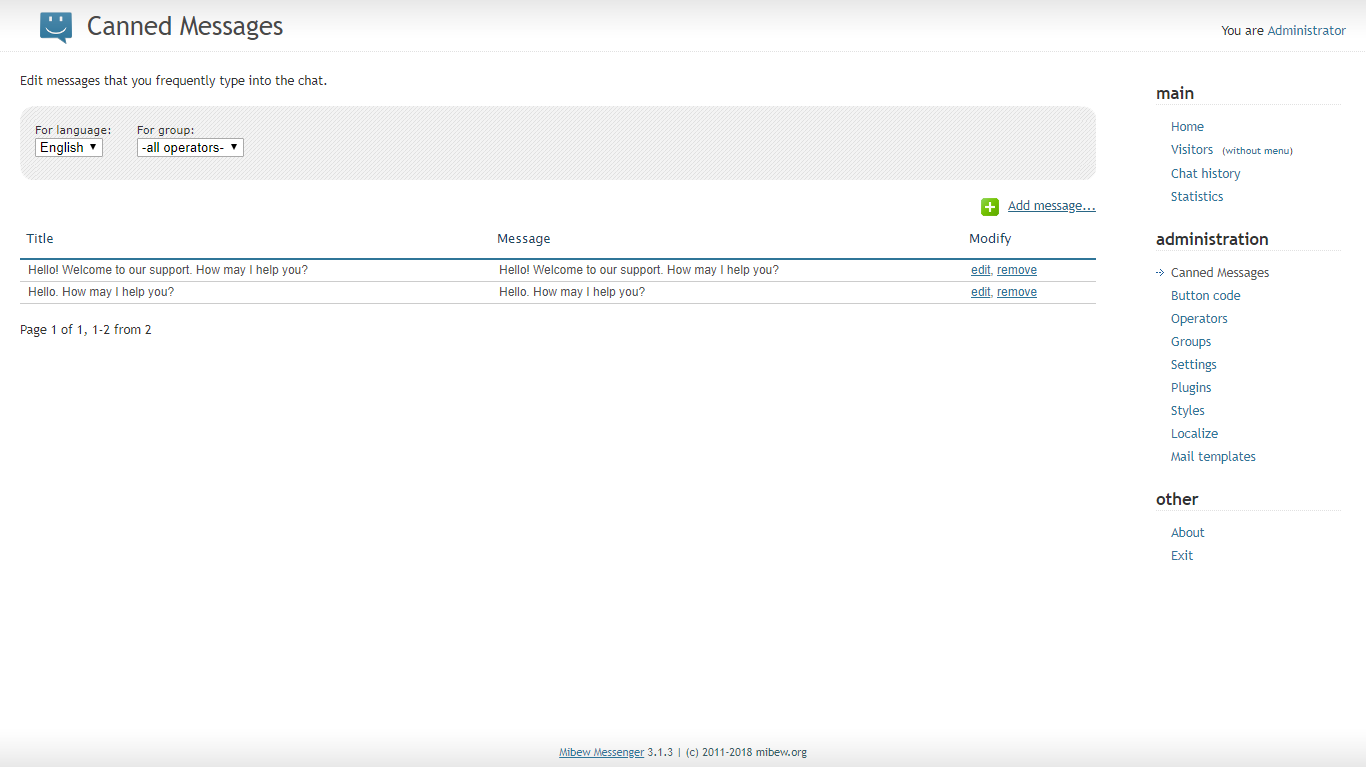 Canned Messages
You are Administrator
Edit messages that you frequently type into the chat.
For language: For group:
English -all operators-
Add message...
Title Message Modify
Hello! Welcome to our support. How may I help you? Hello! Welcome to our support. How may I help you? edit, remove
Hello. How may I help you? Hello. How may I help you? edit, remove
Page 1 of 1, 1-2 from 2
main
Home
Visitors (without menu)
Chat history
Statistics
administration
Canned Messages
Button code
Operators
Groups
Settings
Plugins
Styles
Localize
Mail templates
other
About
Exit
Mibew Messenger 3.1.3 | (c) 2011-2018 mibew.org